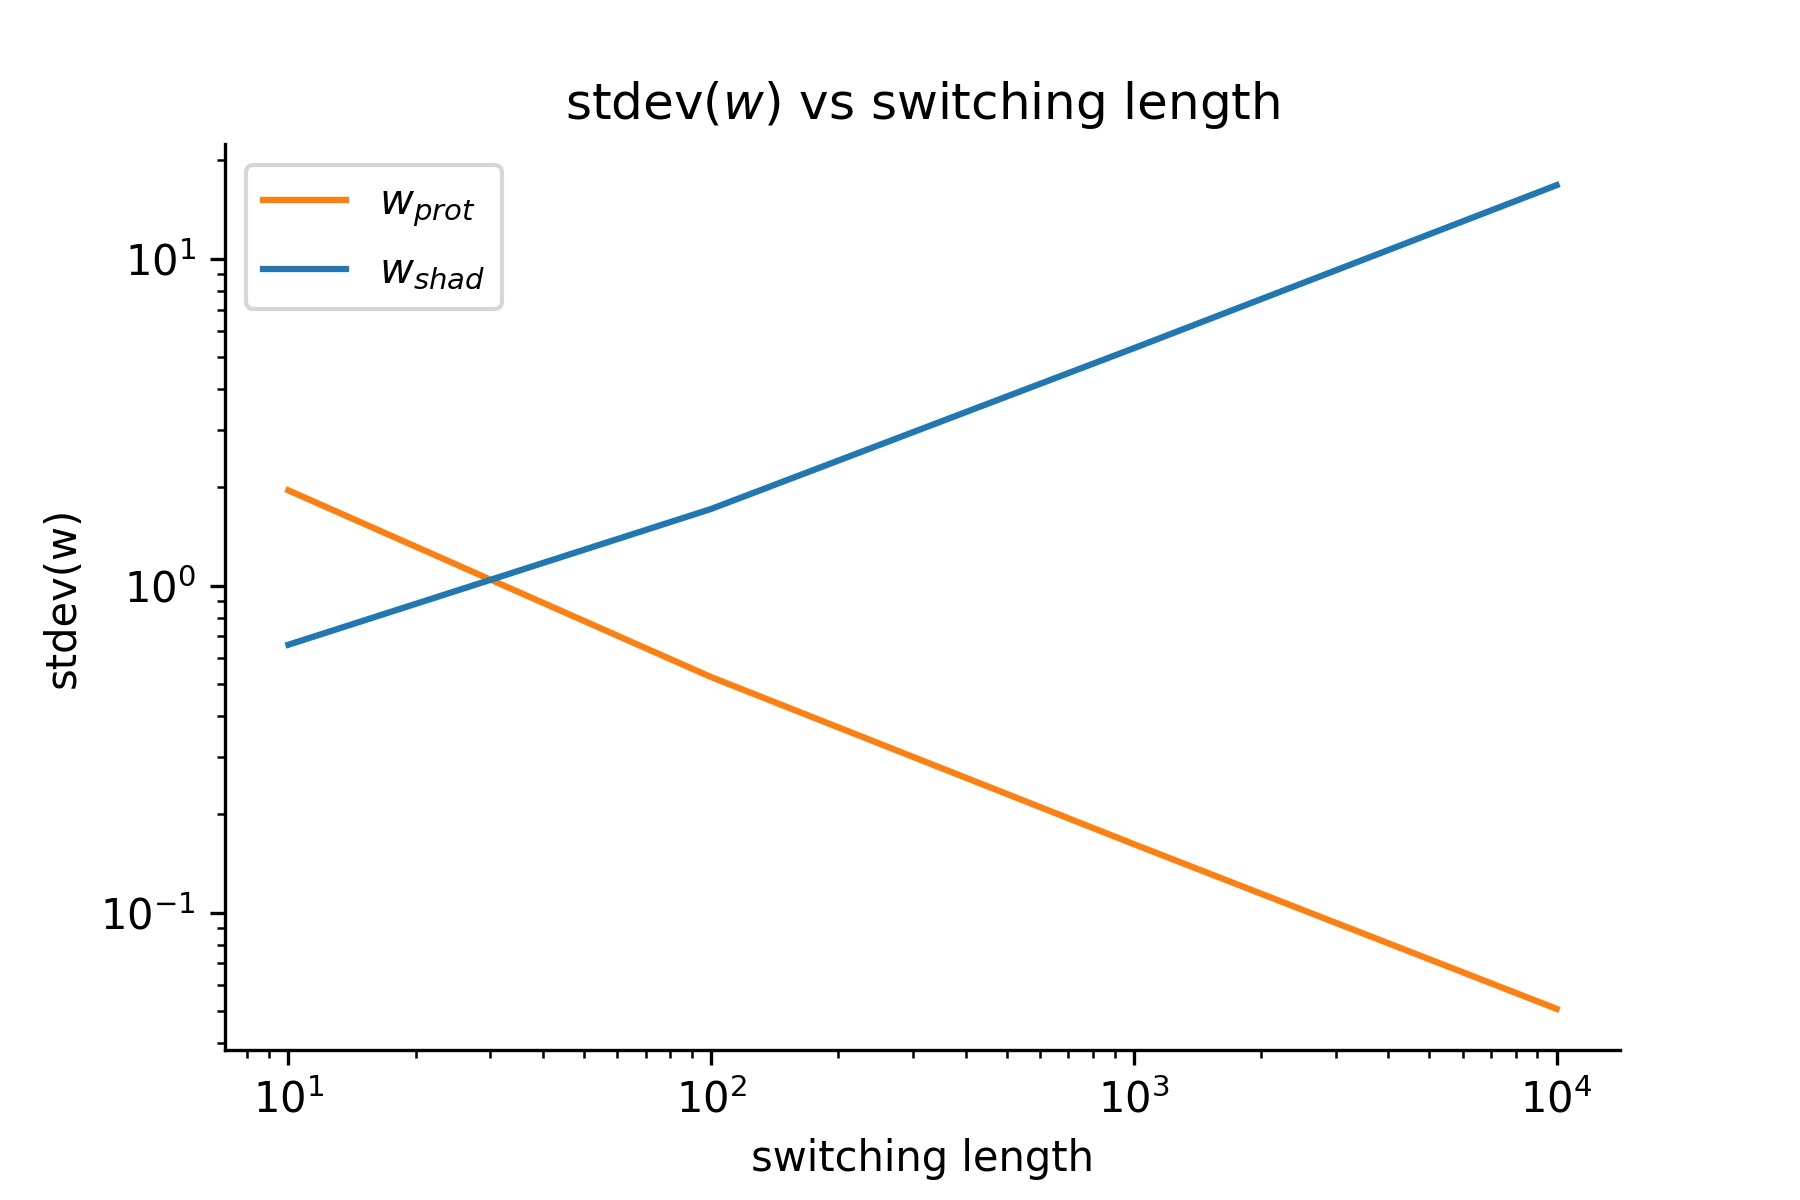 stdev(w) vs switching length
w_prot
w_shad
10^1
10^0
10^−1
stdev(w)
10^1
10^2
10^3
10^4
switching length